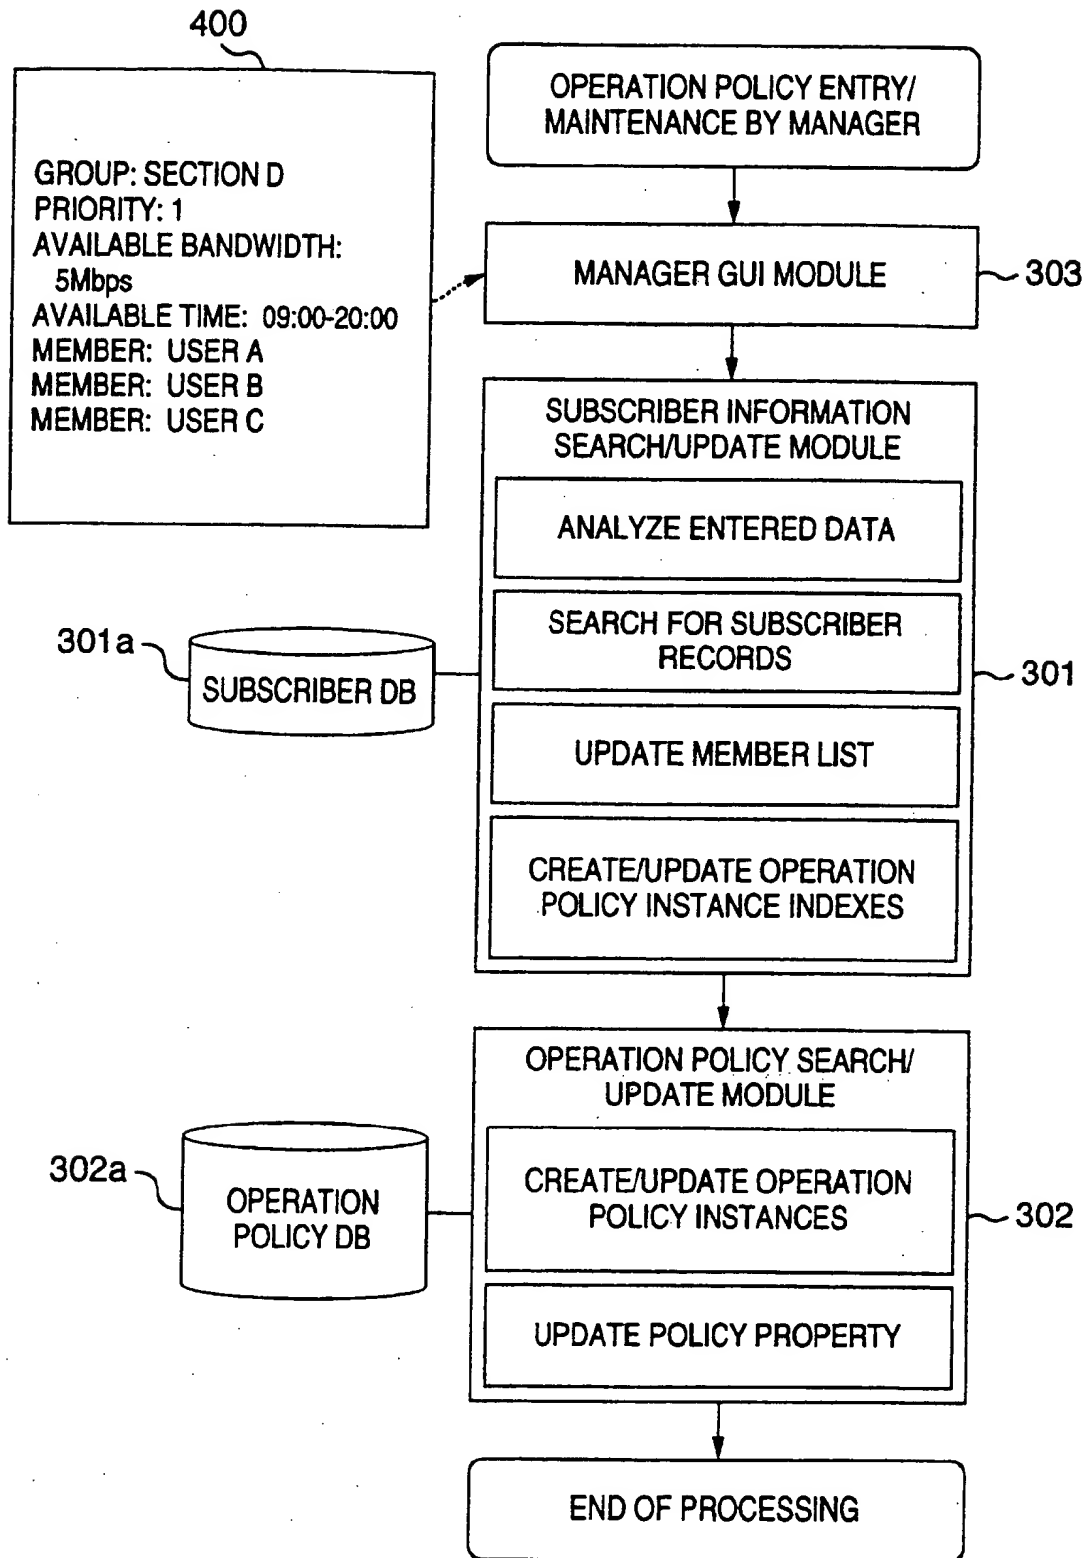 400
OPERATION POLICY ENTRY/
MAINTENANCE BY MANAGER
GROUP: SECTION D
PRIORITY: 1
AVAILABLE BANDWIDTH:
5Mbps
AVAILABLE TIME: 09:00-20:00
MEMBER: USER A
MEMBER: USER B
MEMBER: USER C
MANAGER GUI MODULE
303
SUBSCRIBER INFORMATION
SEARCH/UPDATE MODULE
ANALYZE ENTERED DATA
SEARCH FOR SUBSCRIBER
RECORDS
UPDATE MEMBER LIST
CREATE/UPDATE OPERATION
POLICY INSTANCE INDEXES
301
301a
SUBSCRIBER DB
OPERATION POLICY SEARCH/
UPDATE MODULE
CREATE/UPDATE OPERATION
POLICY INSTANCES
UPDATE POLICY PROPERTY
302
302a
OPERATION
POLICY DB
END OF PROCESSING